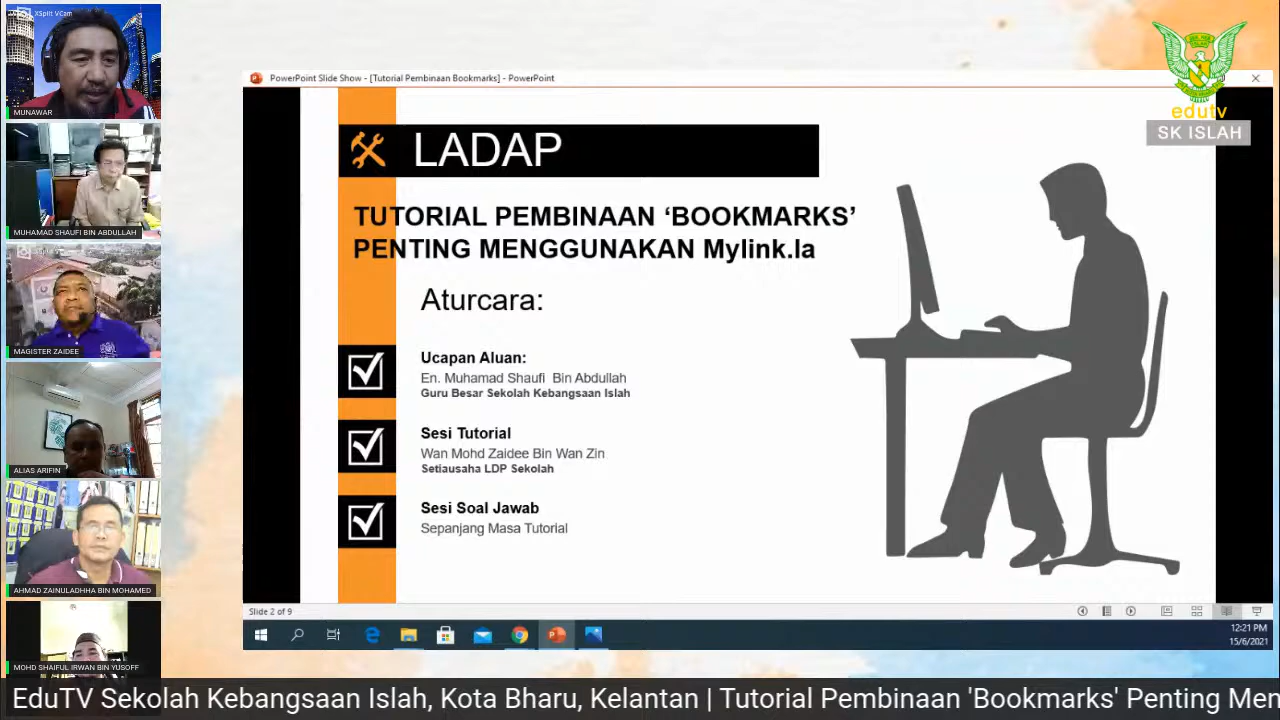 XSplit VCam
MUNAWAR
MUHAMAD SHAUFI BIN ABDULLAH
MAGISTER ZAIDEE
ALIAS ARIFIN
AHMAD ZAINULADHHA BIN MOHAMED
MOHD SHAIFUL IRWAN BIN YUSOFF
PowerPoint Slide Show - [Tutorial Pembinaan Bookmarks] - PowerPoint
edutv
SK ISLAH
LADAP
TUTORIAL PEMBINAAN ‘BOOKMARKS’
PENTING MENGGUNAKAN Mylink.la
Aturcara:
Ucapan Aluan:
En. Muhamad Shaufi Bin Abdullah
Guru Besar Sekolah Kebangsaan Islah
Sesi Tutorial
Wan Mohd Zaidee Bin Wan Zin
Setiausaha LDP Sekolah
Sesi Soal Jawab
Sepanjang Masa Tutorial
Slide 2 of 9
12:21 PM
15/6/2021
EduTV Sekolah Kebangsaan Islah, Kota Bharu, Kelantan | Tutorial Pembinaan 'Bookmarks' Penting Men